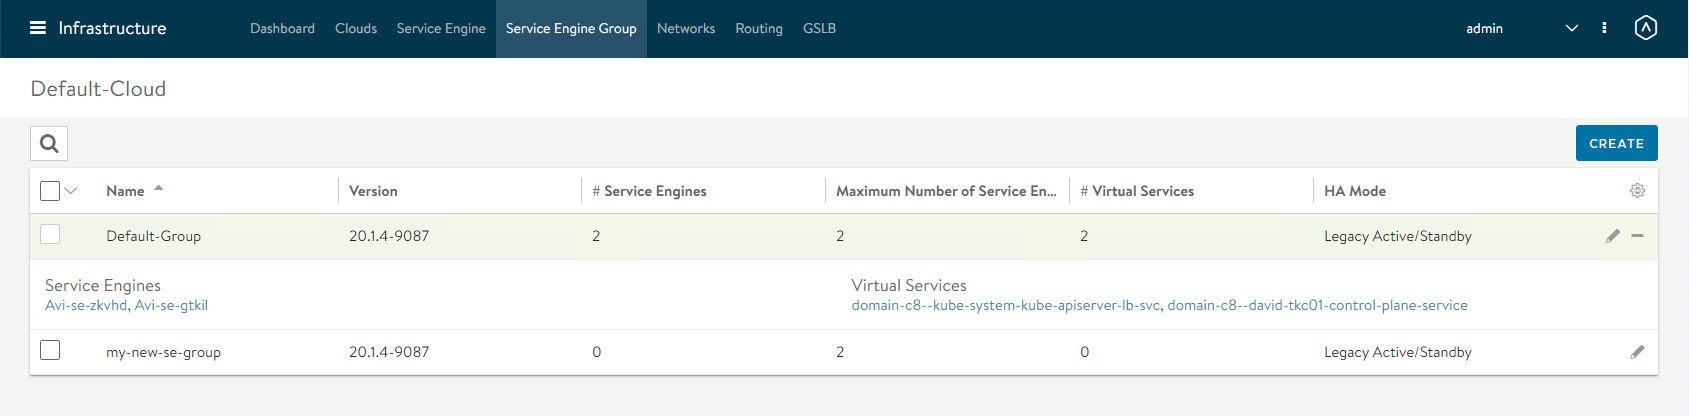 Infrastructure Dashboard Clouds Service Engine Service Engine Group Networks Routing GSLB admin
Default-Cloud
CREATE
Name Version # Service Engines Maximum Number of Service En... # Virtual Services HA Mode
Default-Group 20.1.4-9087 2 2 2 Legacy Active/Standby
Service Engines Virtual Services
Avi-se-zkvhd, Avi-se-gtkil domain-c8--kube-system-kube-apiserver-lb-svc, domain-c8--david-tkc01-control-plane-service
my-new-se-group 20.1.4-9087 0 2 0 Legacy Active/Standby